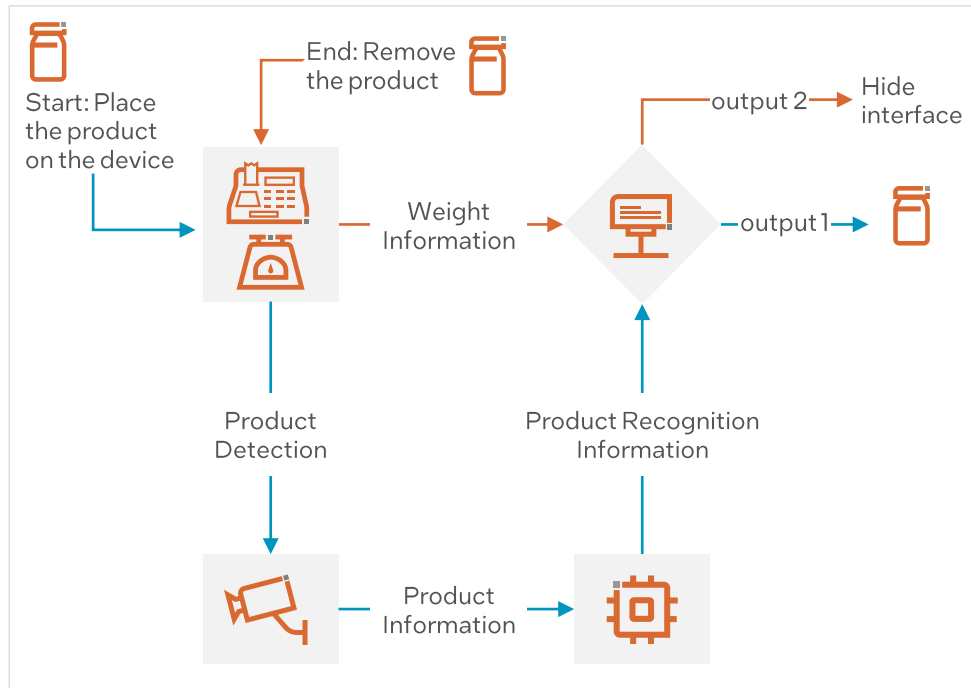 Start: Place
the product
on the device
End: Remove
the product
Weight
Information
output 2
Hide
interface
output 1
Product
Detection
Product Recognition
Information
Product
Information